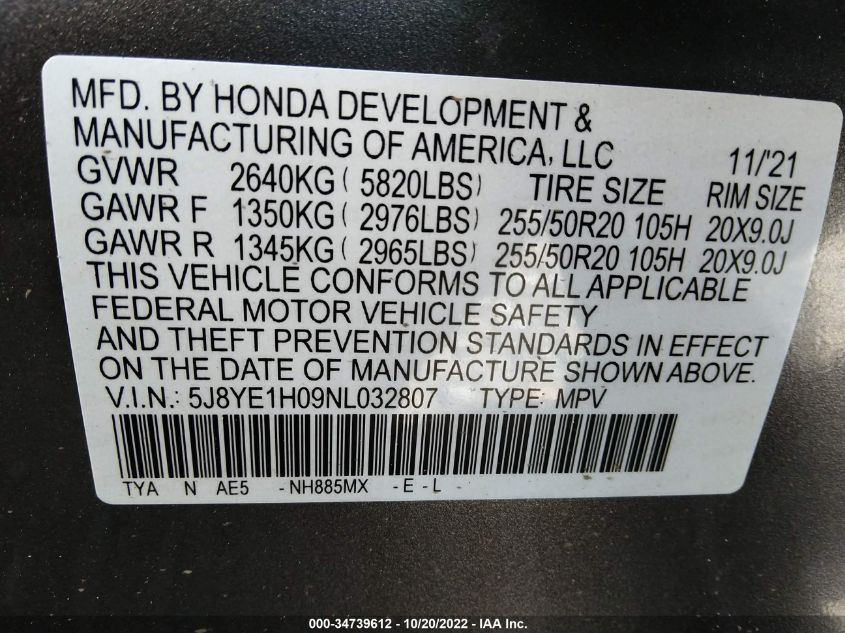 MFD. BY HONDA DEVELOPMENT &
MANUFACTURING OF AMERICA, LLC 11/'21
GVWR 2640KG ( 5820LBS) TIRE SIZE RIM SIZE
GAWR F 1350KG ( 2976LBS) 255/50R20 105H 20X9.0J
GAWR R 1345KG ( 2965LBS) 255/50R20 105H 20X9.0J
THIS VEHICLE CONFORMS TO ALL APPLICABLE
FEDERAL MOTOR VEHICLE SAFETY
AND THEFT PREVENTION STANDARDS IN EFFECT
ON THE DATE OF MANUFACTURE SHOWN ABOVE.
V.I.N.: 5J8YE1H09NL032807 TYPE: MPV
TYA N AE5 -NH885MX -E-L-
000-34739612 - 10/20/2022 - IAA Inc.